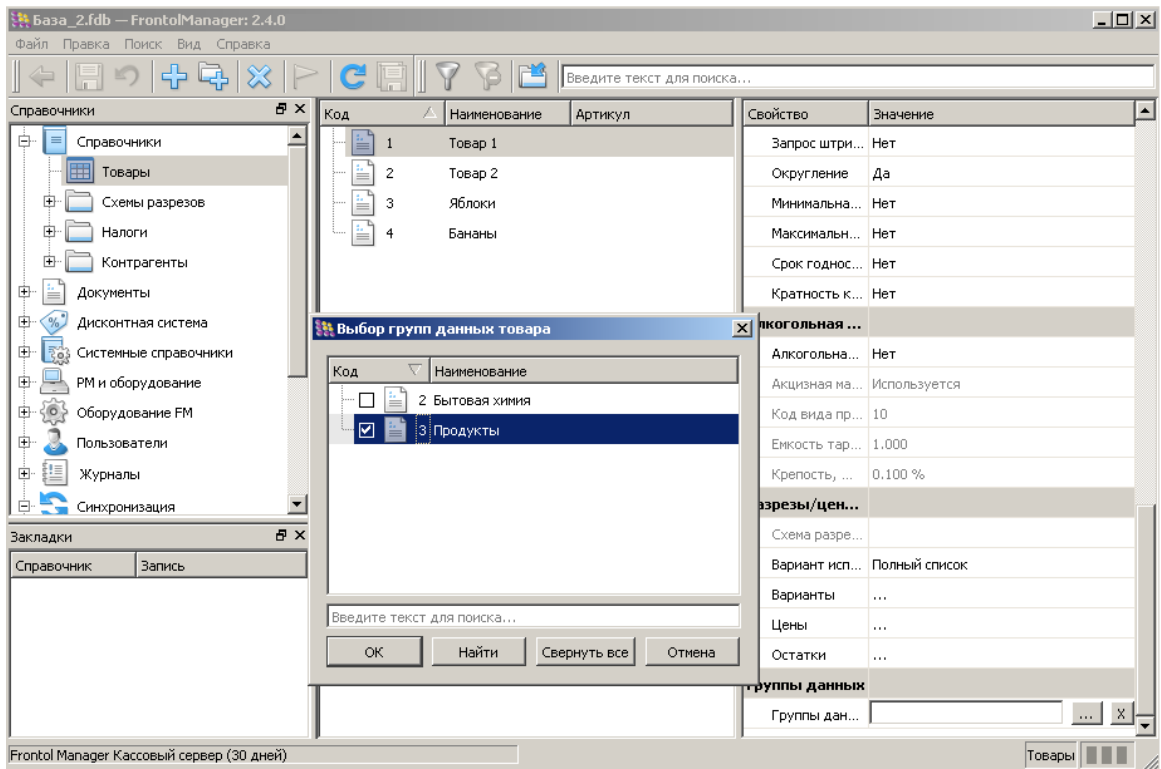 База_2.fdb — FrontolManager: 2.4.0
Файл Правка Поиск Вид Справка
Введите текст для поиска...
Справочники
Справочники
Товары
Схемы разрезов
Налоги
Контрагенты
Документы
Дисконтная система
Системные справочники
РМ и оборудование
Оборудование FM
Пользователи
Журналы
Синхронизация
Закладки
Справочник Запись
Код Наименование Артикул
1 Товар 1
2 Товар 2
3 Яблоки
4 Бананы
Выбор групп данных товара
Код Наименование
2 Бытовая химия
3 Продукты
Введите текст для поиска...
ОК Найти Свернуть все Отмена
Свойство Значение
Запрос штри... Нет
Округление Да
Минимальна... Нет
Максимальн... Нет
Срок годнос... Нет
Кратность к... Нет
лкогольная ...
Алкогольна... Нет
Акцизная ма... Используется
Код вида пр... 10
Емкость тар... 1.000
Крепость, ... 0.100 %
азрезы/цен...
Схема разре...
Вариант исп... Полный список
Варианты ...
Цены ...
Остатки ...
Группы данных
Группы дан... ... X
Frontol Manager Кассовый сервер (30 дней) Товары